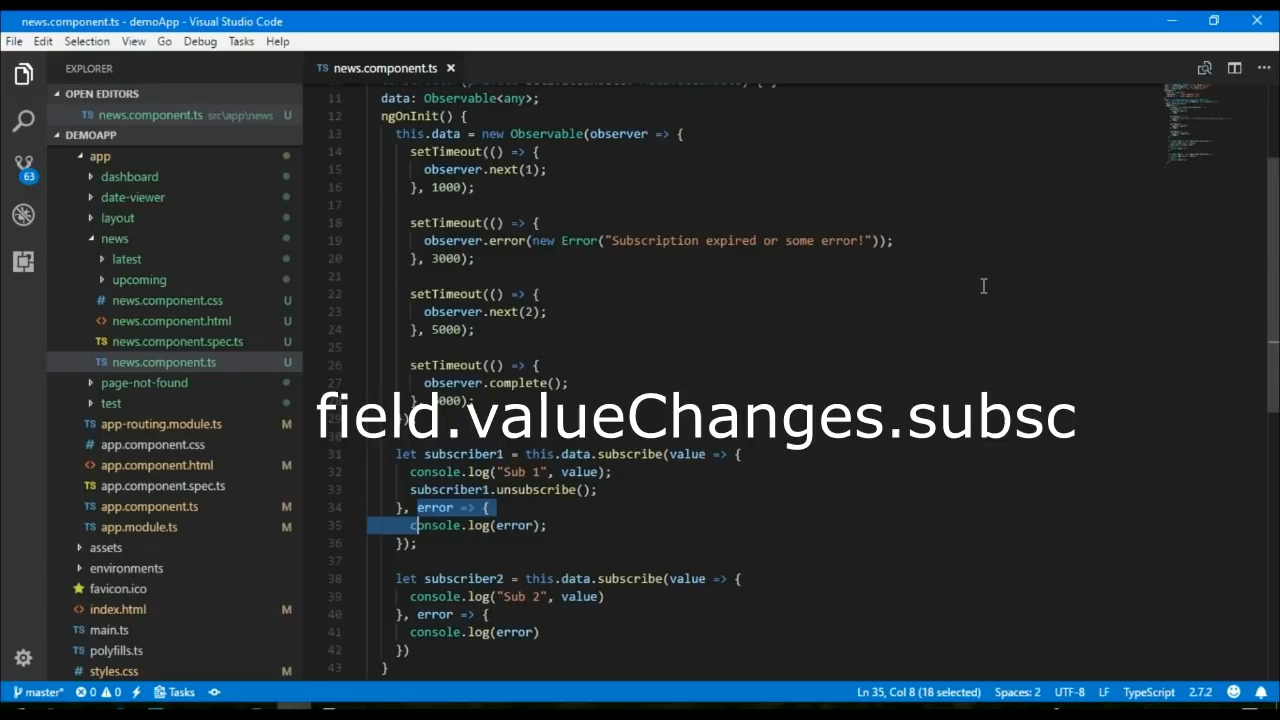 news.component.ts - demoApp - Visual Studio Code
File Edit Selection View Go Debug Tasks Help
EXPLORER
OPEN EDITORS
TS news.component.ts src\app\news U
DEMOAPP
app
dashboard
date-viewer
layout
news
latest
upcoming
# news.component.css U
<> news.component.html U
TS news.component.spec.ts U
TS news.component.ts U
page-not-found
test
TS app-routing.module.ts M
# app.component.css
<> app.component.html M
TS app.component.spec.ts
TS app.component.ts M
TS app.module.ts M
assets
environments
favicon.ico
<> index.html M
TS main.ts
TS polyfills.ts
# styles.css M
63
TS news.component.ts ×
11 data: Observable<any>;
12 ngOnInit() {
13 this.data = new Observable(observer => {
14 setTimeout(() => {
15 observer.next(1);
16 }, 1000);
17
18 setTimeout(() => {
19 observer.error(new Error("Subscription expired or some error!"));
20 }, 3000);
21
22 setTimeout(() => {
23 observer.next(2);
24 }, 5000);
25
26 setTimeout(() => {
27 observer.complete();
000);
field.valueChanges.subsc
31 let subscriber1 = this.data.subscribe(value => {
32 console.log("Sub 1", value);
33 subscriber1.unsubscribe();
34 }, error => {
35 console.log(error);
36 });
37
38 let subscriber2 = this.data.subscribe(value => {
39 console.log("Sub 2", value)
40 }, error => {
41 console.log(error)
42 })
43 }
master* 0 0 Tasks
Ln 35, Col 8 (18 selected) Spaces: 2 UTF-8 LF TypeScript 2.7.2